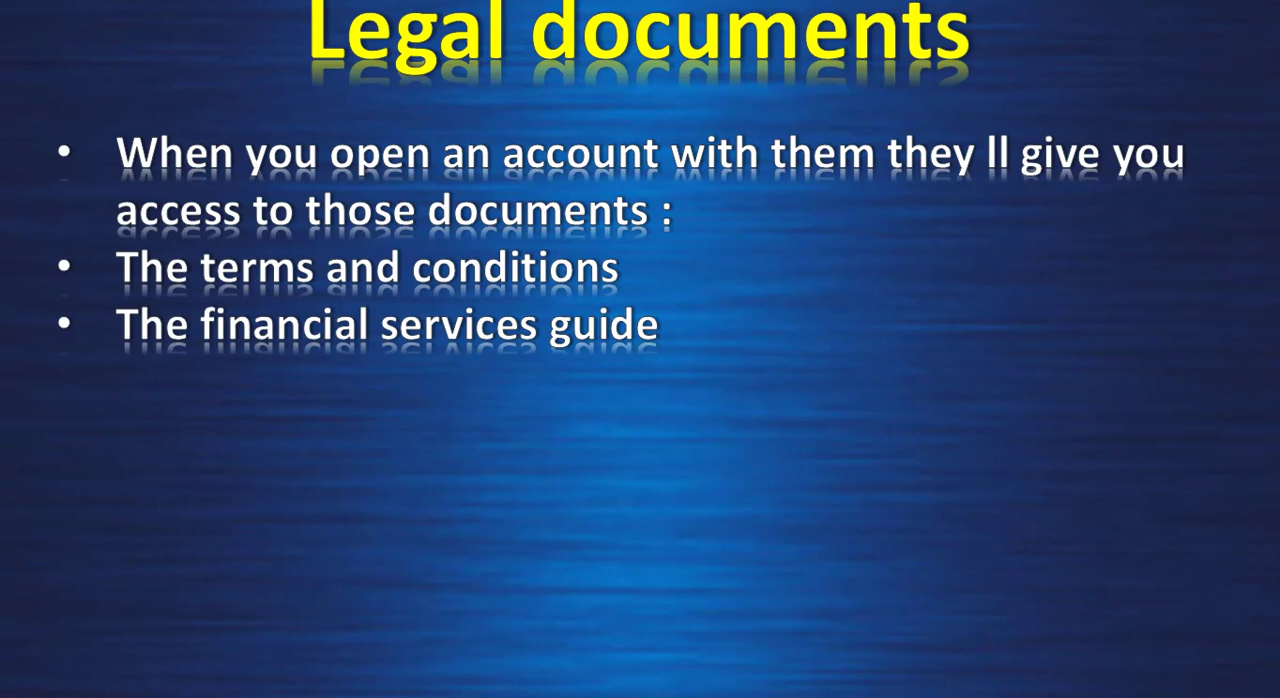 Legal documents
• When you open an account with them they ll give you
access to those documents :
• The terms and conditions
• The financial services guide